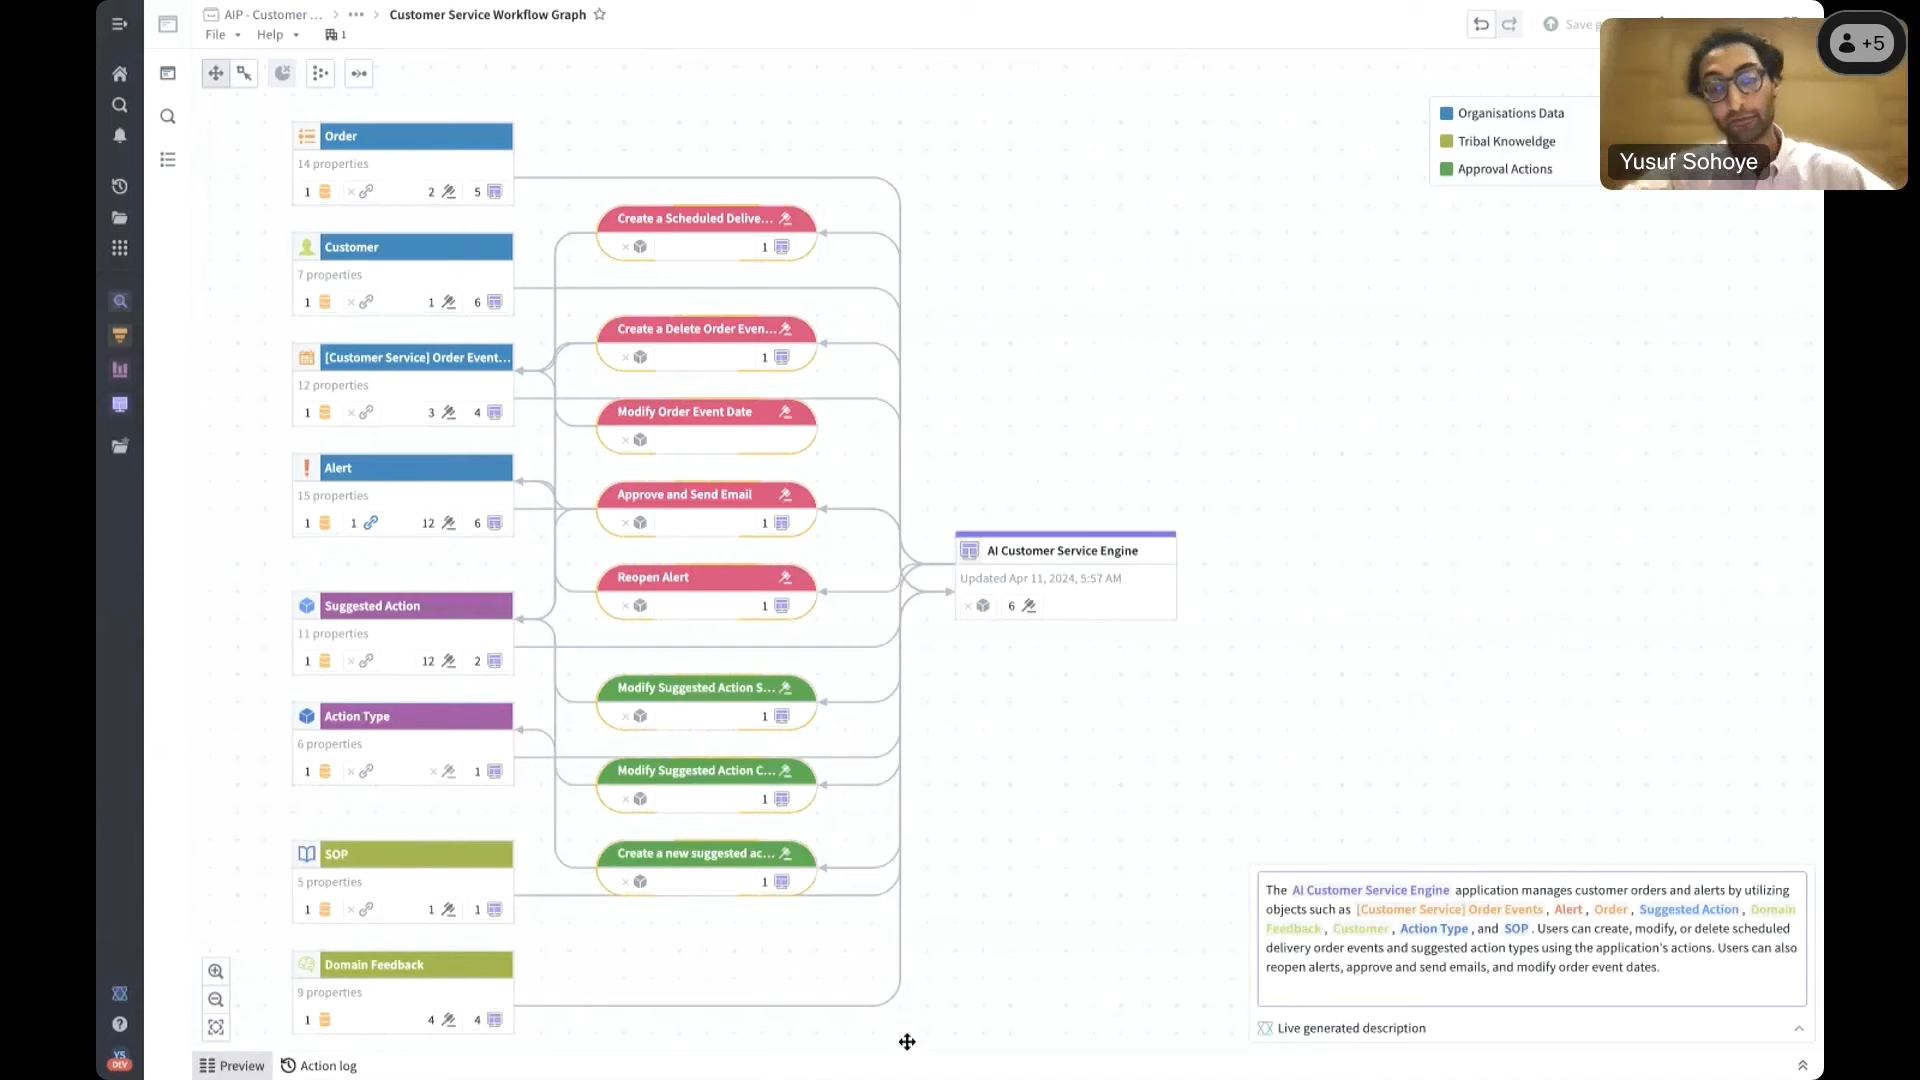 AIP - Customer ...
Customer Service Workflow Graph
File
Help
1
Save
+5
Yusuf Sohoye
Organisations Data
Tribal Knoweldge
Approval Actions
Order
14 properties
1 2 5
Customer
7 properties
1 1 6
[Customer Service] Order Event...
12 properties
1 3 4
Alert
15 properties
1 1 12 6
Suggested Action
11 properties
1 12 2
Action Type
6 properties
1 1
SOP
5 properties
1 1 1
Domain Feedback
9 properties
1 4 4
Create a Scheduled Delive...
1
Create a Delete Order Even...
1
Modify Order Event Date
Approve and Send Email
1
Reopen Alert
1
Modify Suggested Action S...
1
Modify Suggested Action C...
1
Create a new suggested ac...
1
AI Customer Service Engine
Updated Apr 11, 2024, 5:57 AM
6
The AI Customer Service Engine application manages customer orders and alerts by utilizing
objects such as [Customer Service] Order Events , Alert , Order , Suggested Action , Domain
Feedback , Customer , Action Type , and SOP . Users can create, modify, or delete scheduled
delivery order events and suggested action types using the application's actions. Users can also
reopen alerts, approve and send emails, and modify order event dates.
Live generated description
YS
DEV
Preview
Action log